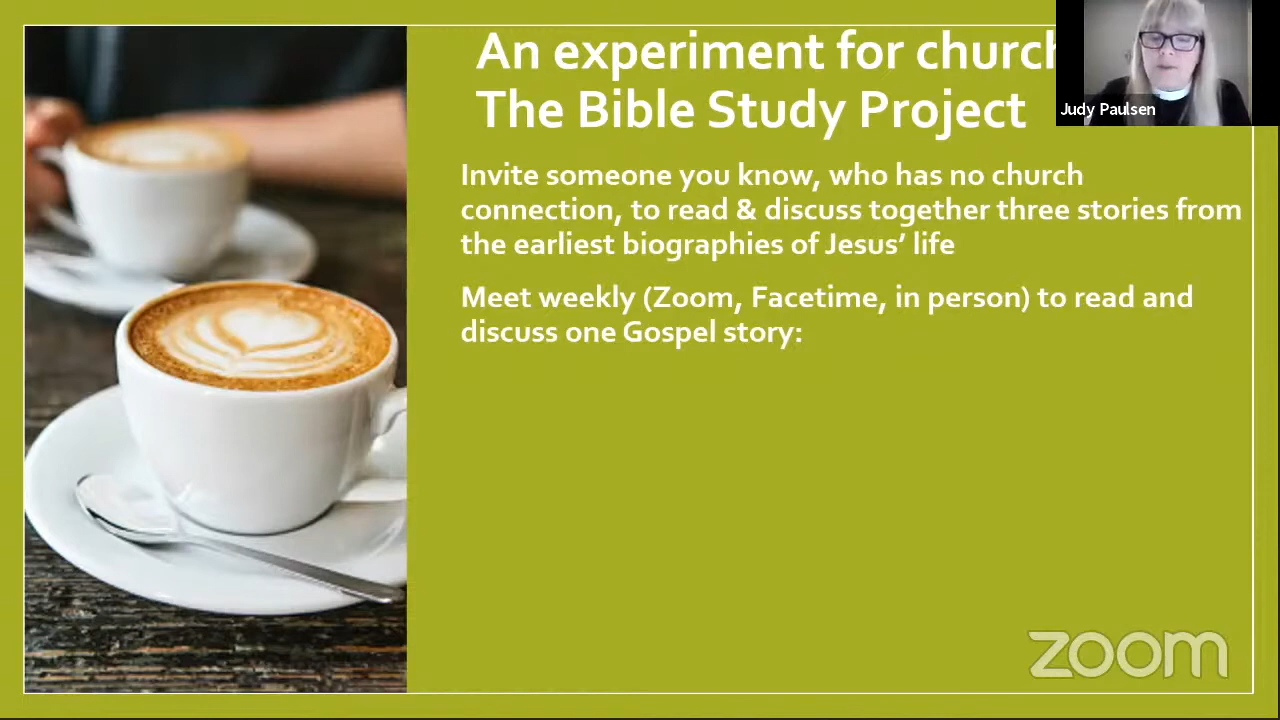 An experiment for church
The Bible Study Project
Judy Paulsen
Invite someone you know, who has no church
connection, to read & discuss together three stories from
the earliest biographies of Jesus’ life
Meet weekly (Zoom, Facetime, in person) to read and
discuss one Gospel story:
zoom